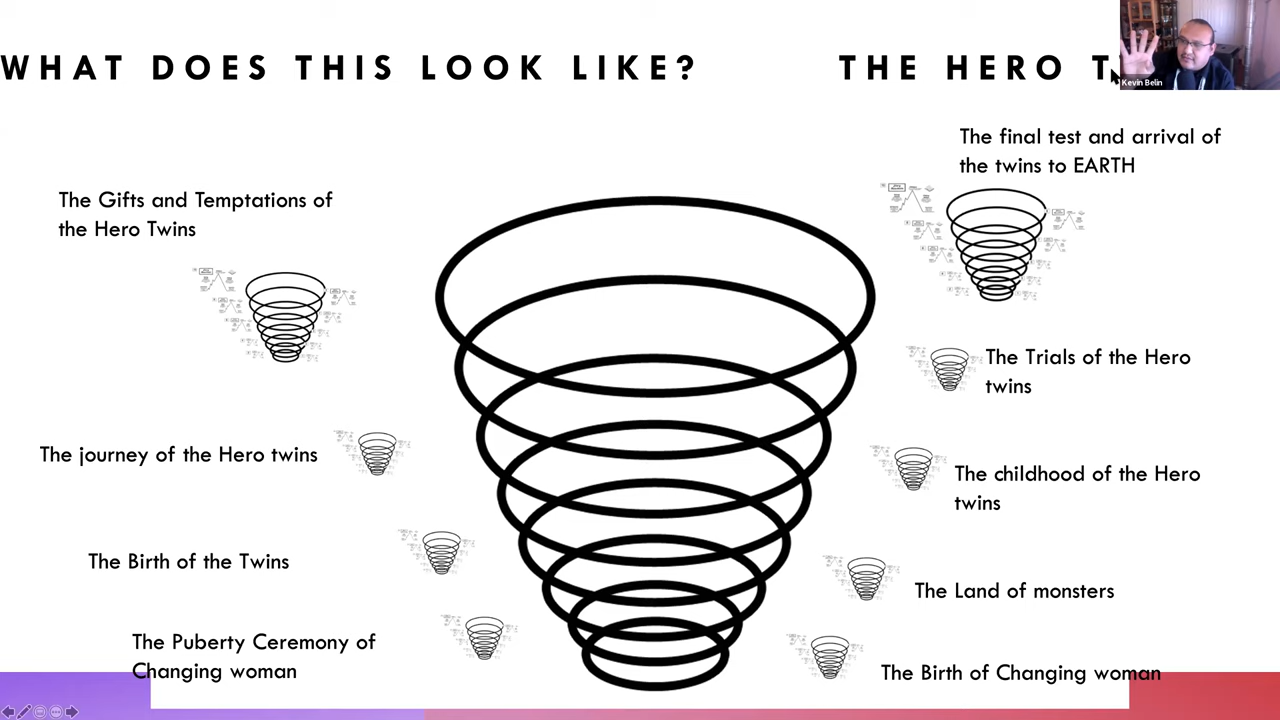 WHAT DOES THIS LOOK LIKE?
THE HERO
Kevin Belin
The final test and arrival of
the twins to EARTH
The Gifts and Temptations of
the Hero Twins
The Trials of the Hero
twins
The journey of the Hero twins
The childhood of the Hero
twins
The Birth of the Twins
The Land of monsters
The Puberty Ceremony of
Changing woman
The Birth of Changing woman